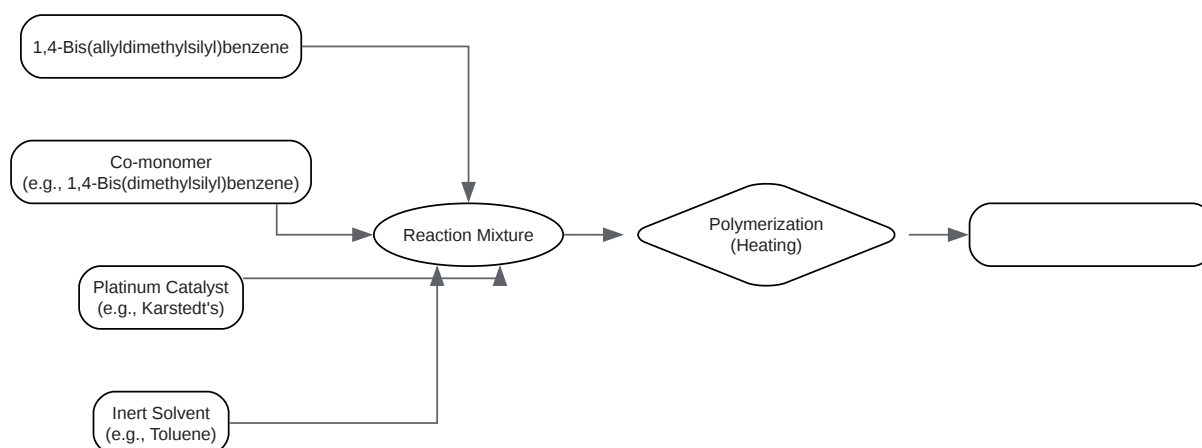 1,4-Bis(allyldimethylsilyl)benzene
Co-monomer
(e.g., 1,4-Bis(dimethylsilyl)benzene)
Reaction Mixture
Polymerization
(Heating)
Platinum Catalyst
(e.g., Karstedt's)
Inert Solvent
(e.g., Toluene)